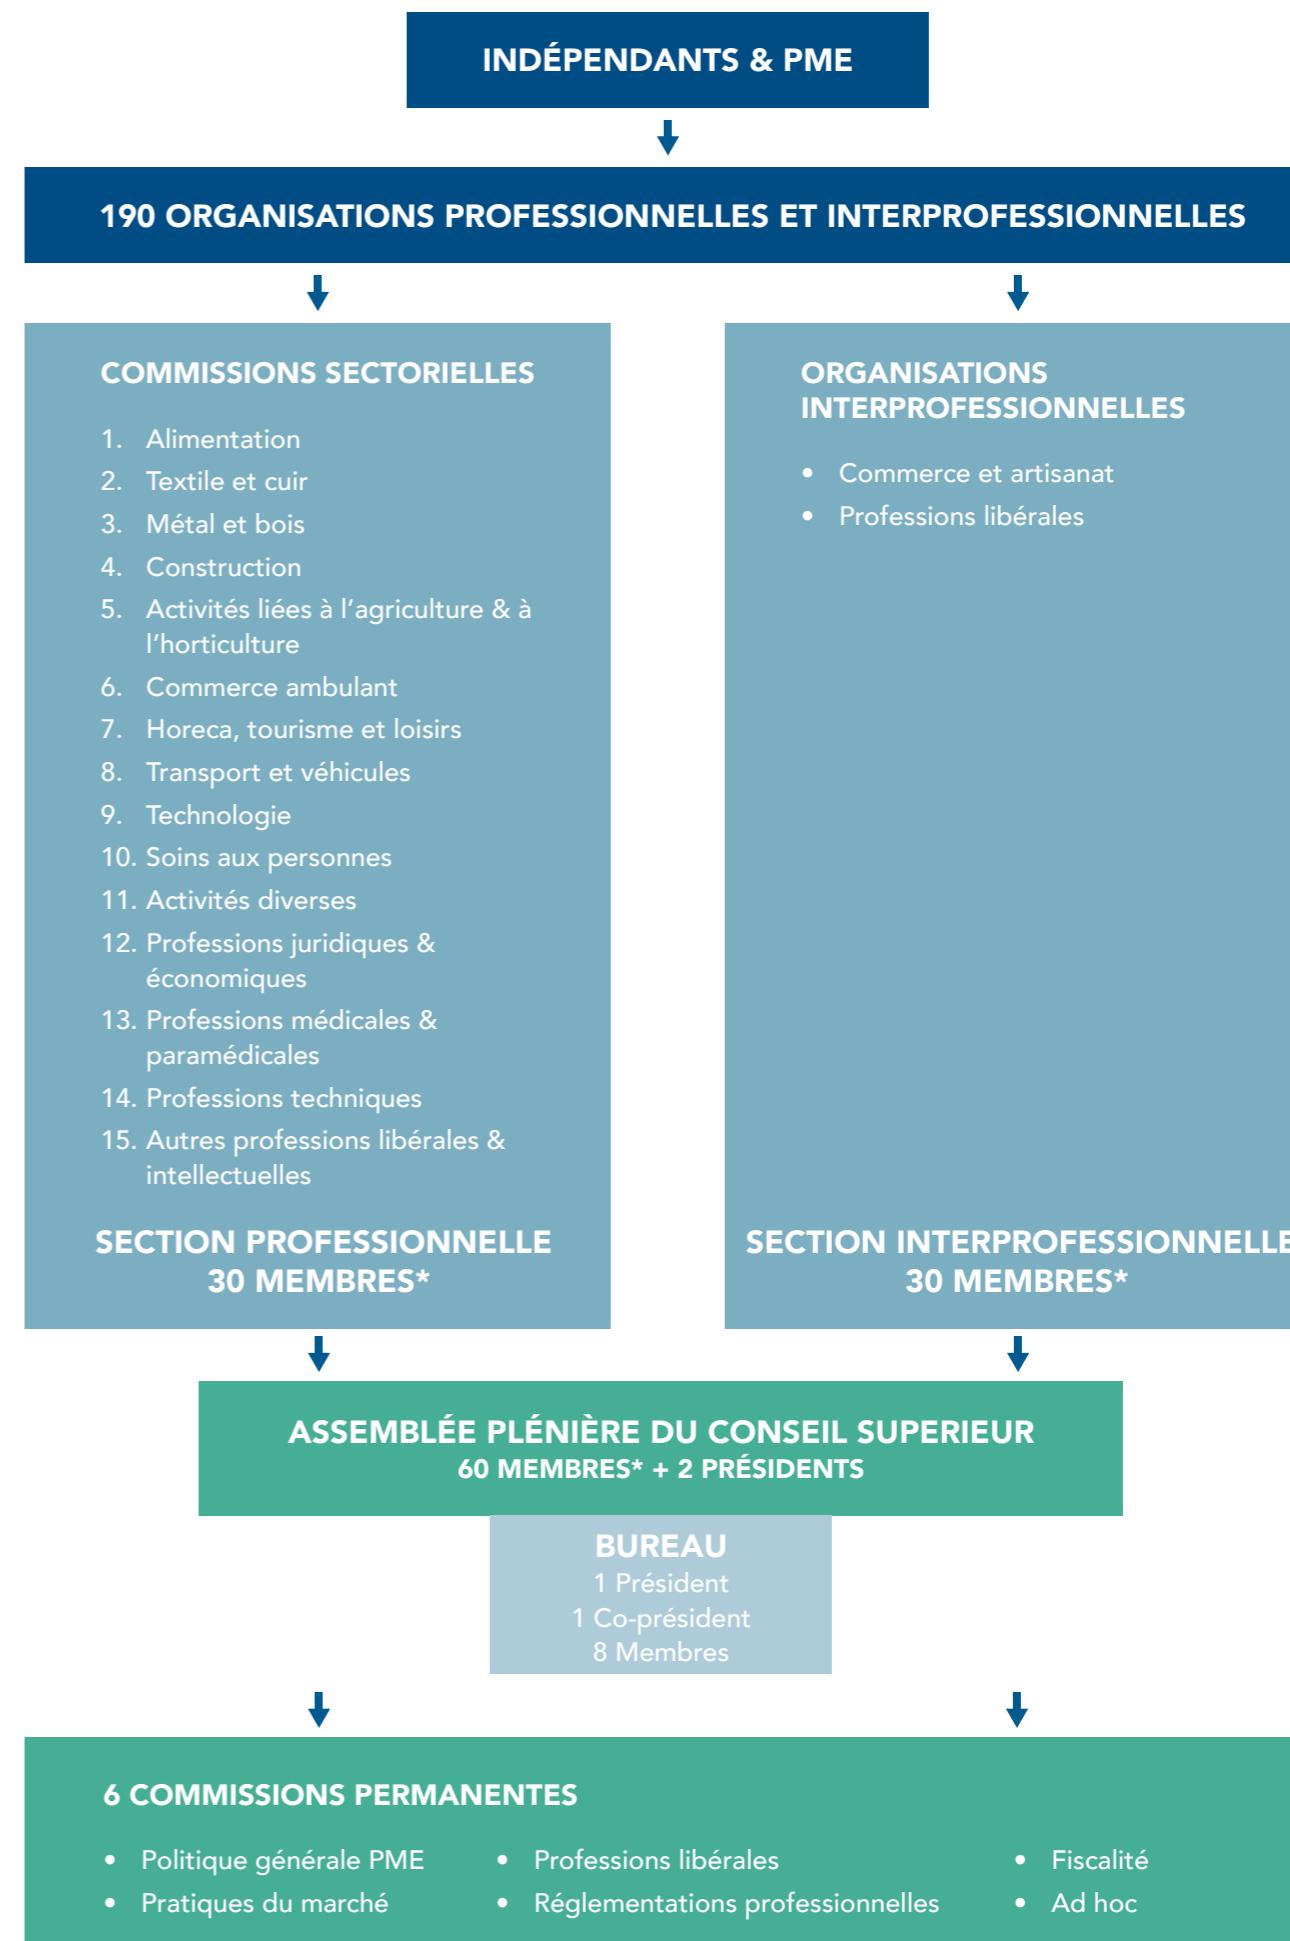 INDÉPENDANTS & PME
190 ORGANISATIONS PROFESSIONNELLES ET INTERPROFESSIONNELLES
COMMISSIONS SECTORIELLES
1. Alimentation
2. Textile et cuir
3. Métal et bois
4. Construction
5. Activités liées à l’agriculture & à
l’horticulture
6. Commerce ambulant
7. Horeca, tourisme et loisirs
8. Transport et véhicules
9. Technologie
10. Soins aux personnes
11. Activités diverses
12. Professions juridiques &
économiques
13. Professions médicales &
paramédicales
14. Professions techniques
15. Autres professions libérales &
intellectuelles
SECTION PROFESSIONNELLE
30 MEMBRES*
ORGANISATIONS
INTERPROFESSIONNELLES
• Commerce et artisanat
• Professions libérales
SECTION INTERPROFESSIONNELLE
30 MEMBRES*
ASSEMBLÉE PLÉNIÈRE DU CONSEIL SUPERIEUR
60 MEMBRES* + 2 PRÉSIDENTS
BUREAU
1 Président
1 Co-président
8 Membres
6 COMMISSIONS PERMANENTES
• Politique générale PME
• Pratiques du marché
• Professions libérales
• Réglementations professionnelles
• Fiscalité
• Ad hoc